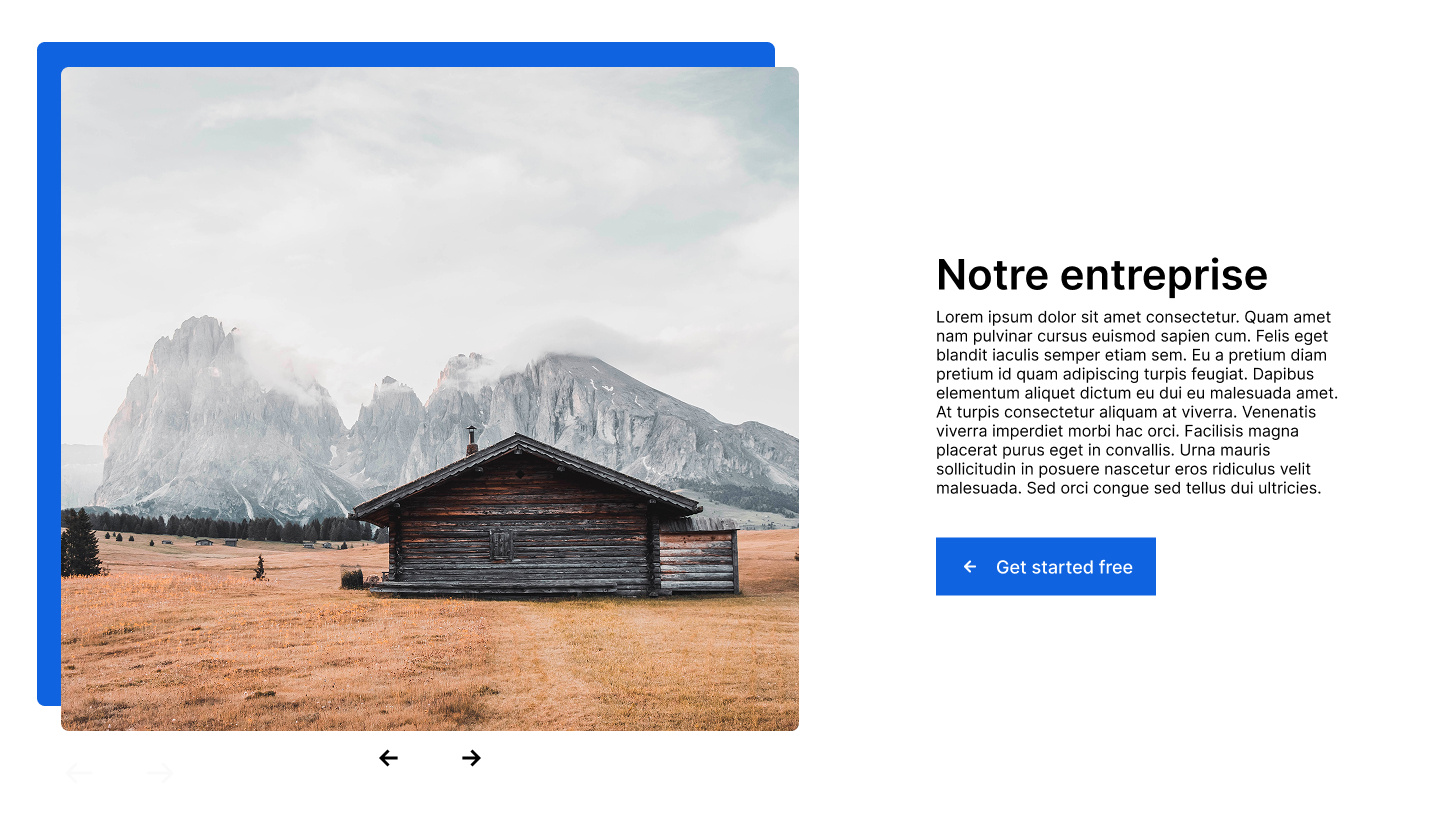 Notre entreprise
Lorem ipsum dolor sit amet consectetur. Quam amet
nam pulvinar cursus euismod sapien cum. Felis eget
blandit iaculis semper etiam sem. Eu a pretium diam
pretium id quam adipiscing turpis feugiat. Dapibus
elementum aliquet dictum eu dui eu malesuada amet.
At turpis consectetur aliquam at viverra. Venenatis
viverra imperdiet morbi hac orci. Facilisis magna
placerat purus eget in convallis. Urna mauris
sollicitudin in posuere nascetur eros ridiculus velit
malesuada. Sed orci congue sed tellus dui ultricies.
Get started free